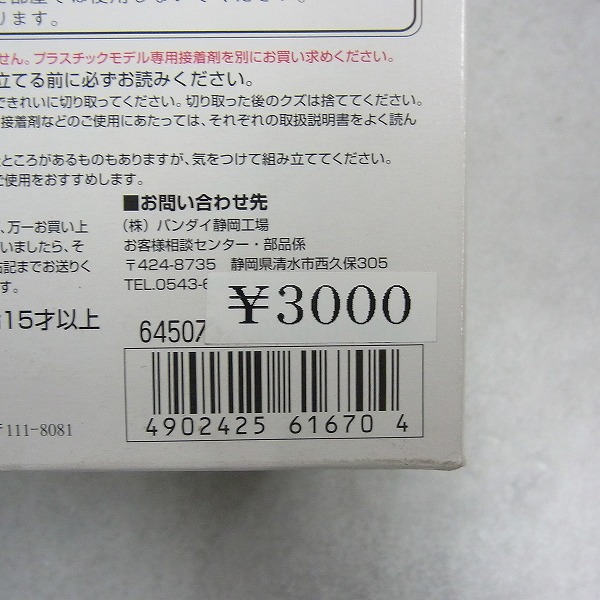 ります。
せん。プラスチックモデル専用接着剤を別にお買い求めください。
立てる前に必ずお読みください。
できれいに切り取ってください。切り取った後のクズは捨ててください。
接着剤などのご使用にあたっては、それぞれの取扱説明書をよく読ん
ところがあるものもありますが、気をつけて組み立ててください。
ご使用をおすすめします。
■お問い合わせ先
、万一お買い上
(株)バンダイ静岡工場
いましたら、そ
お客様相談センター・部品係
記までお送りく
〒424-8735 静岡県清水市西久保305
す。
TEL.0543-6
¥3000
15才以上
64507
4902425 61670 4
〒111-8081